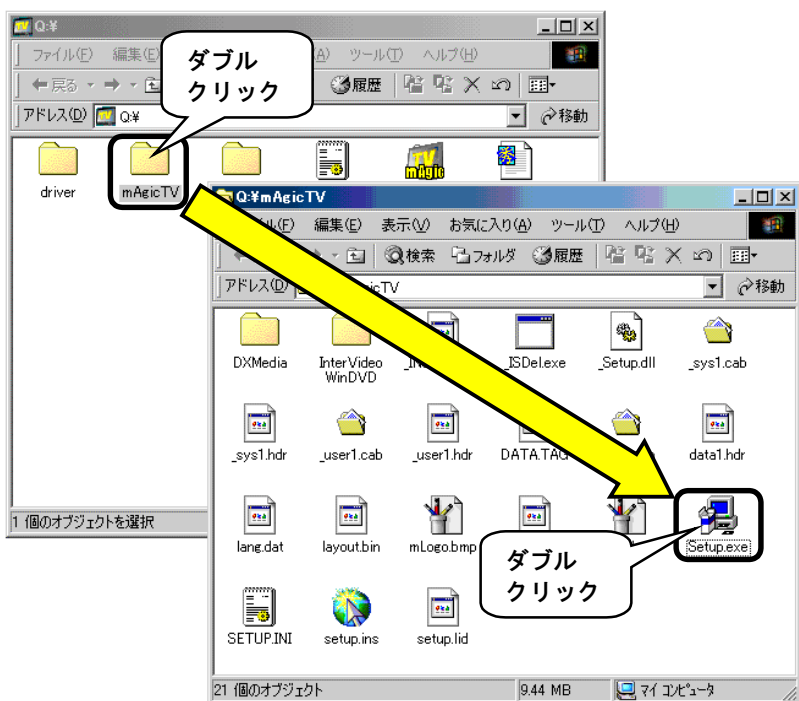 Q:¥
ファイル(F) 編集(E) (A) ツール(T) ヘルプ(H)
戻る 履歴
アドレス(D) Q:¥ 移動
ダブル
クリック
driver mAgicTV
1 個のオブジェクトを選択
Q:¥mAgicTV
(F) 編集(E) 表示(V) お気に入り(A) ツール(T) ヘルプ(H)
検索 フォルダ 履歴
アドレス(D) icTV 移動
DXMedia InterVideo WinDVD _ISDel.exe _Setup.dll _sys1.cab
_sys1.hdr _user1.cab _user1.hdr DATA.TAG data1.hdr
lang.dat layout.bin mLogo.bmp Setup.exe
ダブル
クリック
SETUP.INI setup.ins setup.lid
21 個のオブジェクト 9.44 MB マイ コンピュータ